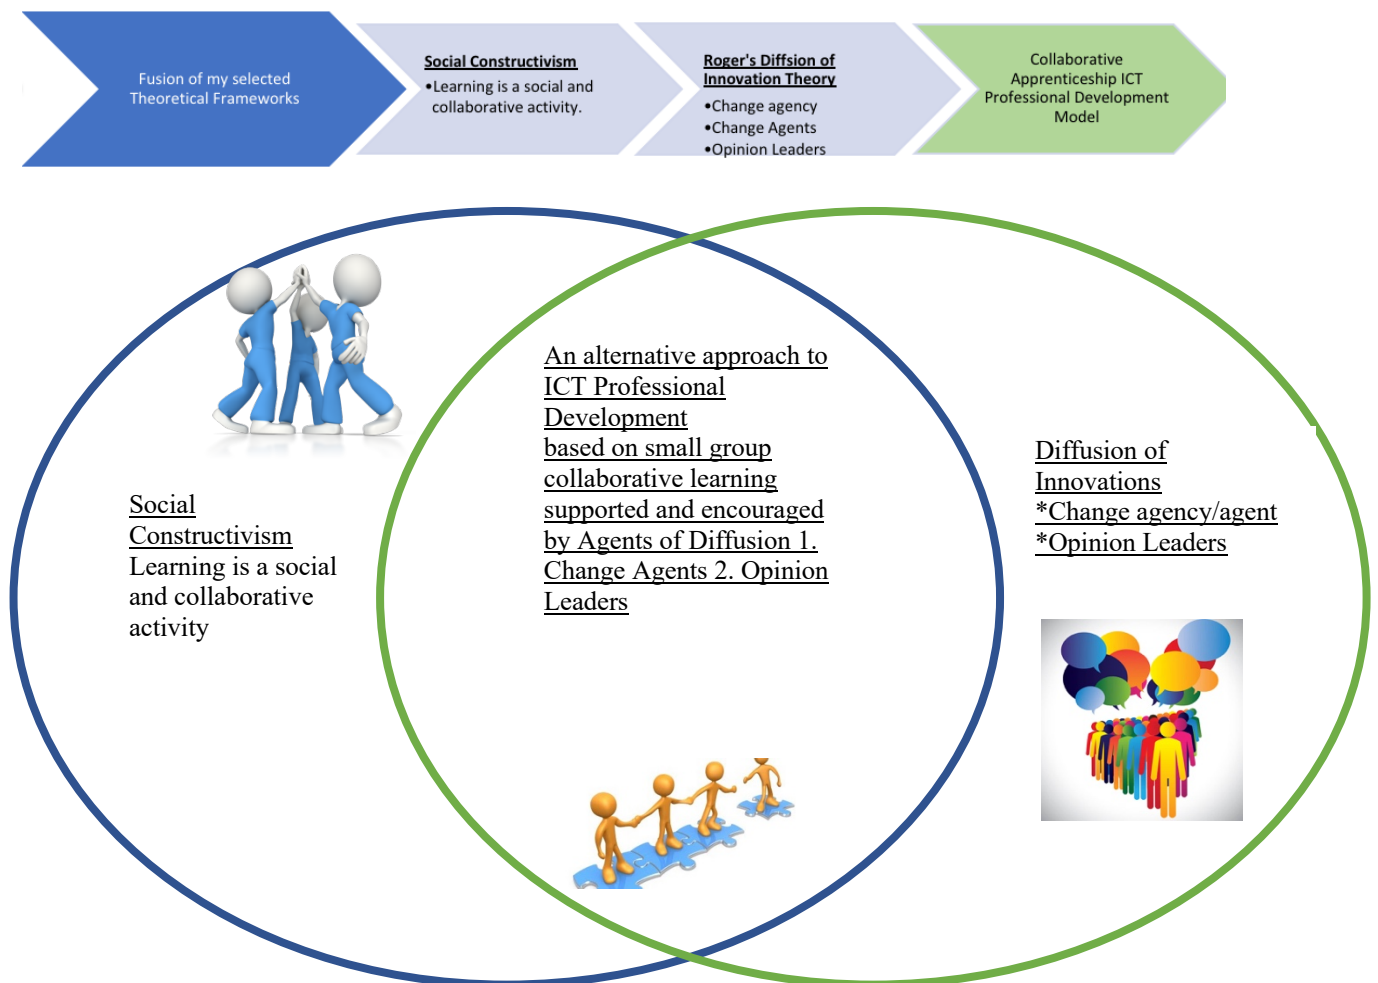 Fusion of my selected
Theoretical Frameworks
Social Constructivism
•Learning is a social and
collaborative activity.
Roger's Diffsion of
Innovation Theory
•Change agency
•Change Agents
•Opinion Leaders
Collaborative
Apprenticeship ICT
Professional Development
Model
Social
Constructivism
Learning is a social
and collaborative
activity
An alternative approach to
ICT Professional
Development
based on small group
collaborative learning
supported and encouraged
by Agents of Diffusion 1.
Change Agents 2. Opinion
Leaders
Diffusion of
Innovations
*Change agency/agent
*Opinion Leaders